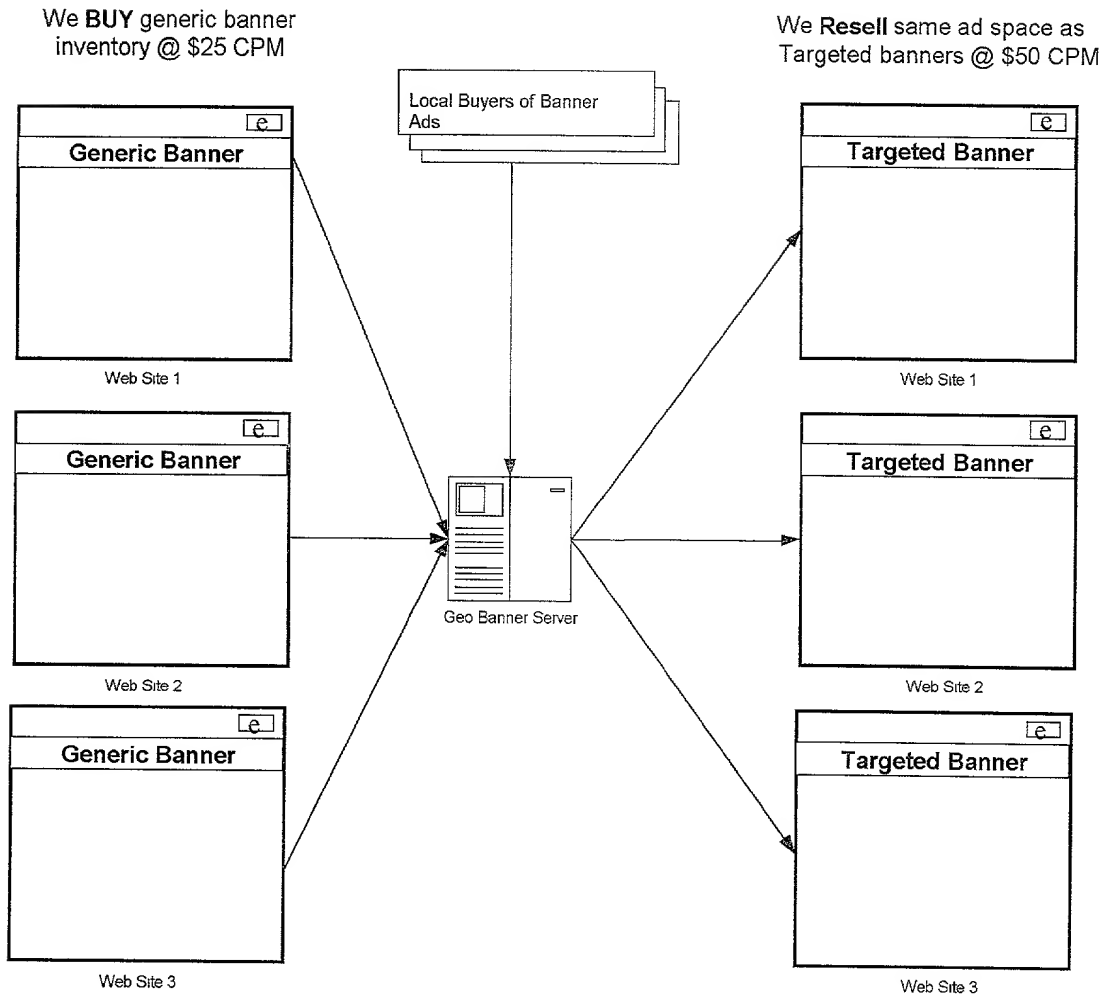 We BUY generic banner
inventory @ $25 CPM
We Resell same ad space as
Targeted banners @ $50 CPM
Local Buyers of Banner
Ads
e
Generic Banner
Web Site 1
e
Targeted Banner
Web Site 1
e
Generic Banner
Web Site 2
e
Targeted Banner
Web Site 2
Geo Banner Server
e
Generic Banner
Web Site 3
e
Targeted Banner
Web Site 3